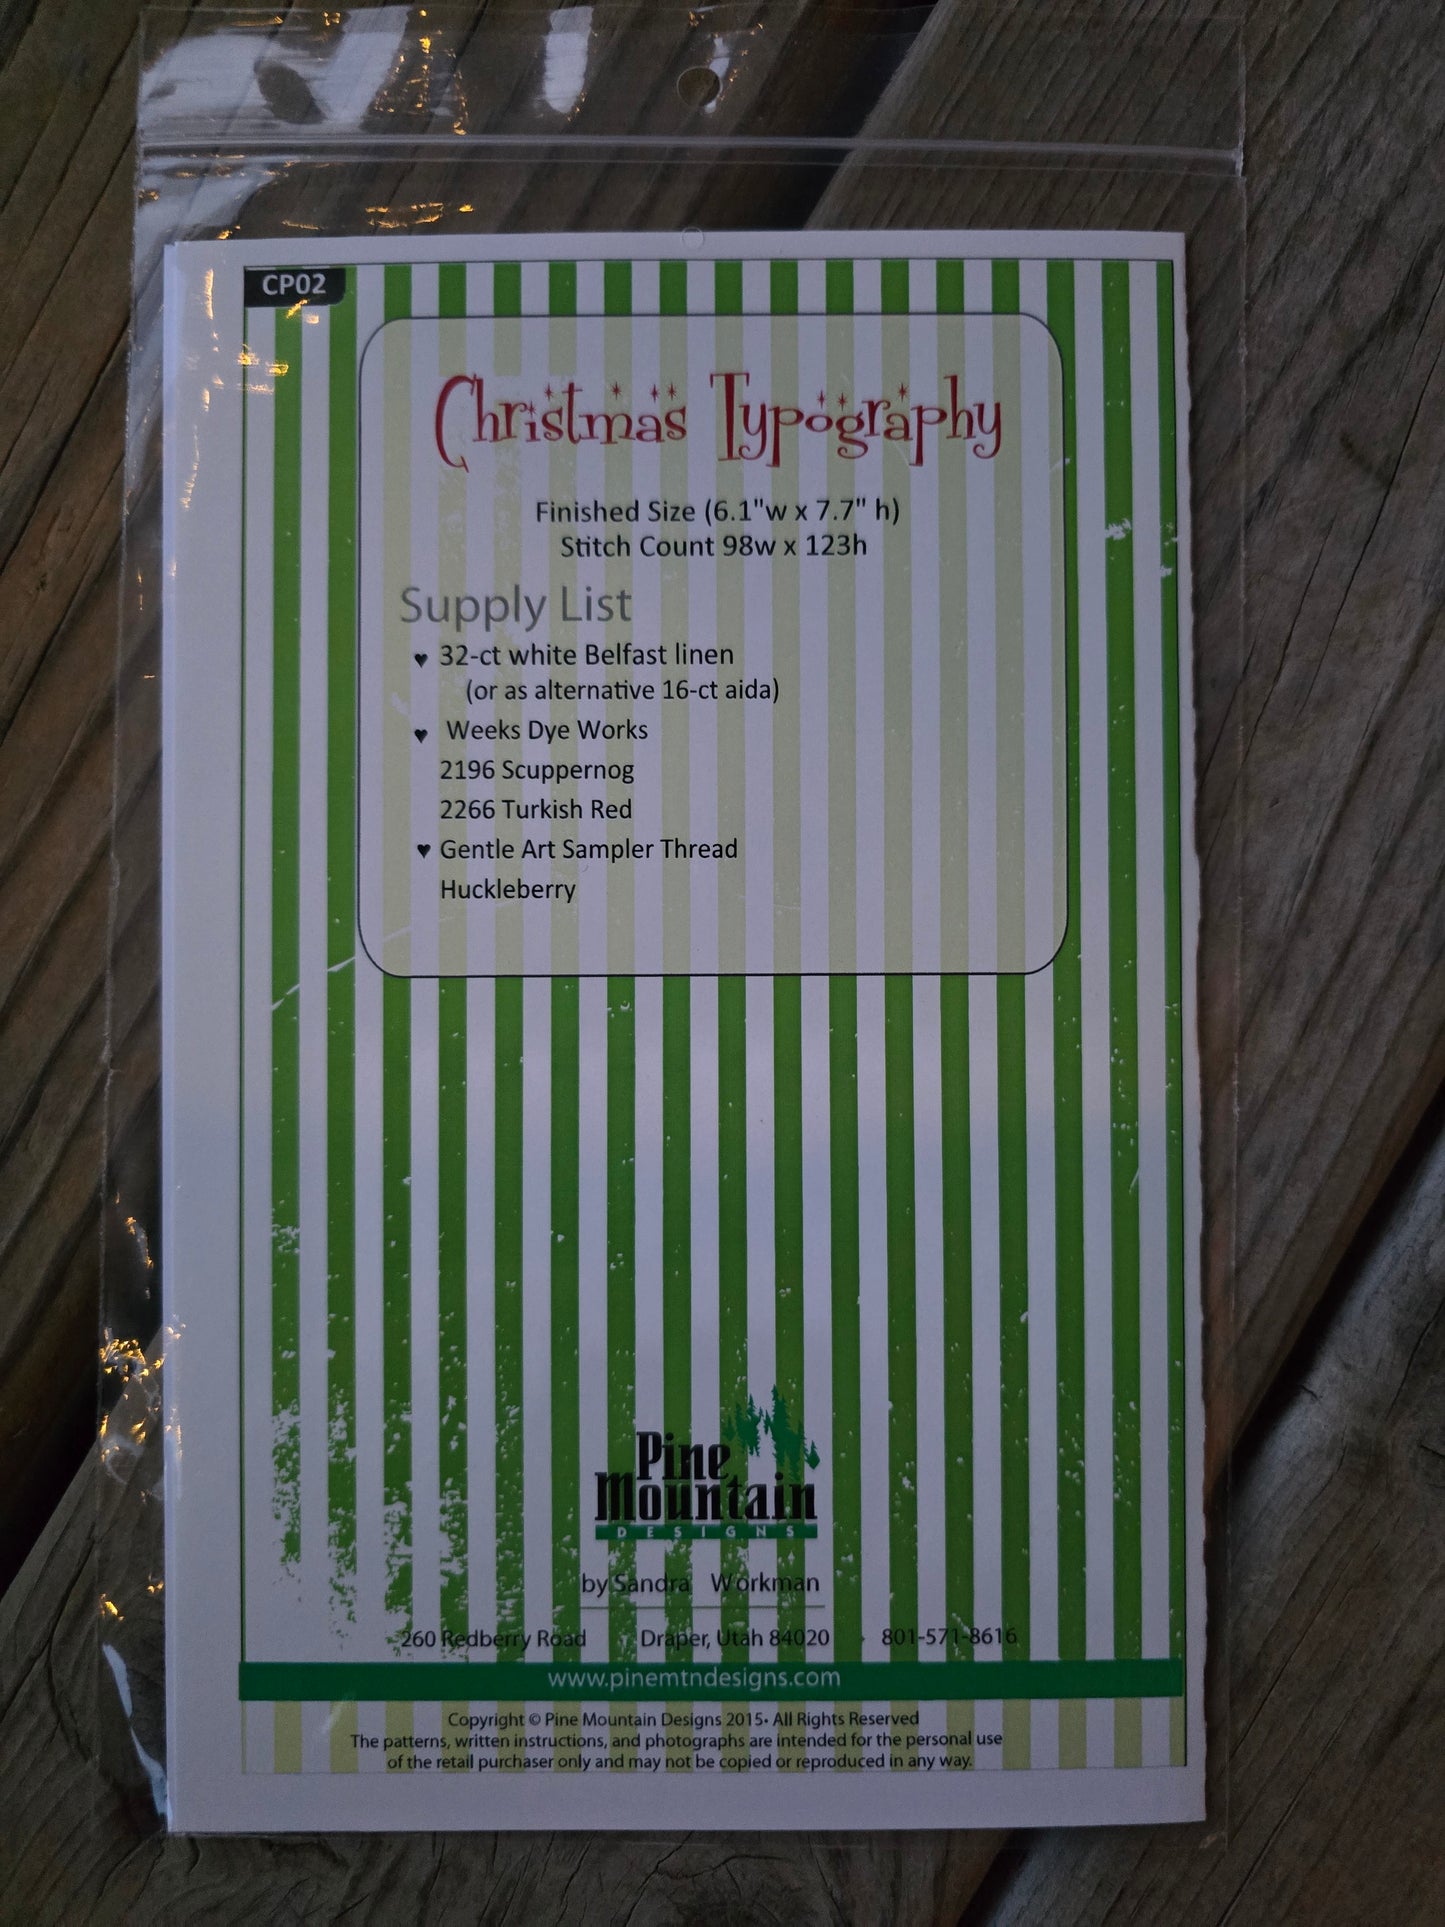 CP02
Christmas Typography
Finished Size (6.1"w x 7.7" h)
Stitch Count 98w x 123h
Supply List
♥ 32-ct white Belfast linen
(or as alternative 16-ct aida)
♥ Weeks Dye Works
2196 Scuppernog
2266 Turkish Red
♥ Gentle Art Sampler Thread
Huckleberry
Pine
Mountain
DESIGNS
by Sandra Workman
260 Redberry Road · Draper, Utah 84020 · 801-571-8616
www.pinemtndesigns.com
Copyright © Pine Mountain Designs 2015• All Rights Reserved
The patterns, written instructions, and photographs are intended for the personal use
of the retail purchaser only and may not be copied or reproduced in any way.